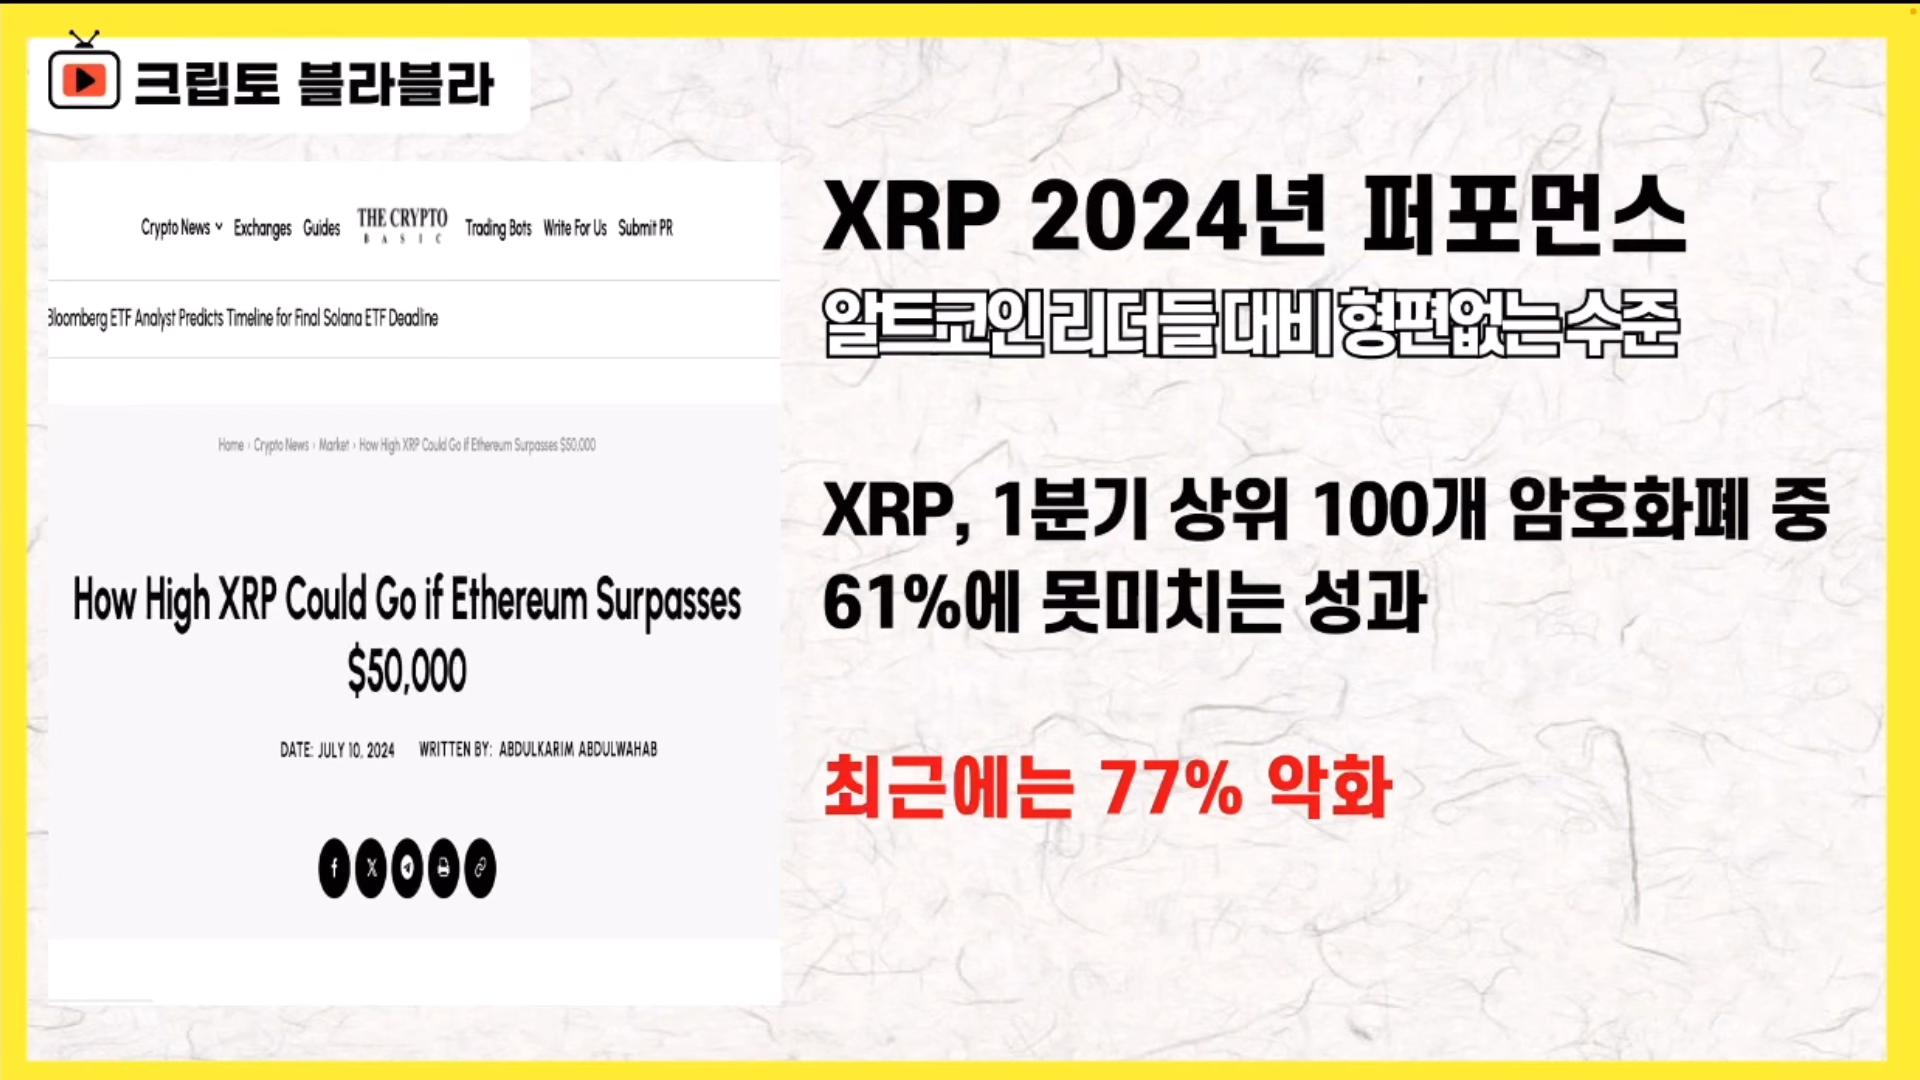 크립토 블라블라
Crypto News Exchanges Guides THE CRYPTO BASIC Trading Bots Write For Us Submit PR
Bloomberg ETF Analyst Predicts Timeline for Final Solana ETF Deadline
Home › Crypto News › Market › How High XRP Could Go if Ethereum Surpasses $50,000
How High XRP Could Go if Ethereum Surpasses
$50,000
DATE: JULY 10, 2024 WRITTEN BY: ABDULKARIM ABDULWAHAB
XRP 2024년 퍼포먼스
알트코인 리더들 대비 형편없는 수준
XRP, 1분기 상위 100개 암호화폐 중
61%에 못미치는 성과
최근에는 77% 악화